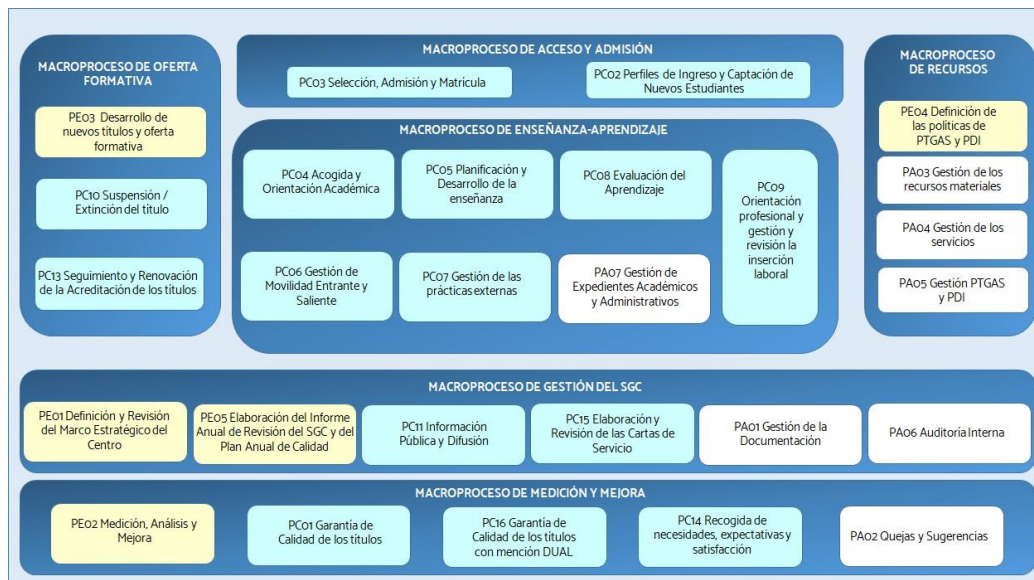 MACROPROCESO DE OFERTA
FORMATIVA
PE03 Desarrollo de
nuevos títulos y oferta
formativa
PC10 Suspensión /
Extinción del título
PC13 Seguimiento y Renovación
de la Acreditación de los títulos
MACROPROCESO DE ACCESO Y ADMISIÓN
PC03 Selección, Admisión y Matrícula
PC02 Perfiles de Ingreso y Captación de
Nuevos Estudiantes
MACROPROCESO DE ENSEÑANZA-APRENDIZAJE
PC04 Acogida y
Orientación Académica
PC05 Planificación y
Desarrollo de la
enseñanza
PC08 Evaluación del
Aprendizaje
PC09
Orientación
profesional y
gestión y
revisión la
inserción
laboral
PC06 Gestión de
Movilidad Entrante y
Saliente
PC07 Gestión de las
prácticas externas
PA07 Gestión de
Expedientes Académicos
y Administrativos
MACROPROCESO
DE RECURSOS
PE04 Definición de
las políticas de
PTGAS y PDI
PA03 Gestión de los
recursos materiales
PA04 Gestión de los
servicios
PA05 Gestión PTGAS
y PDI
MACROPROCESO DE GESTIÓN DEL SGC
PE01 Definición y Revisión
del Marco Estratégico del
Centro
PE05 Elaboración del Informe
Anual de Revisión del SGC y del
Plan Anual de Calidad
PC11 Información
Pública y Difusión
PC15 Elaboración y
Revisión de las Cartas de
Servicio
PA01 Gestión de la
Documentación
PA06 Auditoría Interna
MACROPROCESO DE MEDICIÓN Y MEJORA
PE02 Medición, Análisis y
Mejora
PC01 Garantía de
Calidad de los títulos
PC16 Garantía de
Calidad de los títulos
con mención DUAL
PC14 Recogida de
necesidades, expectativas y
satisfacción
PA02 Quejas y Sugerencias